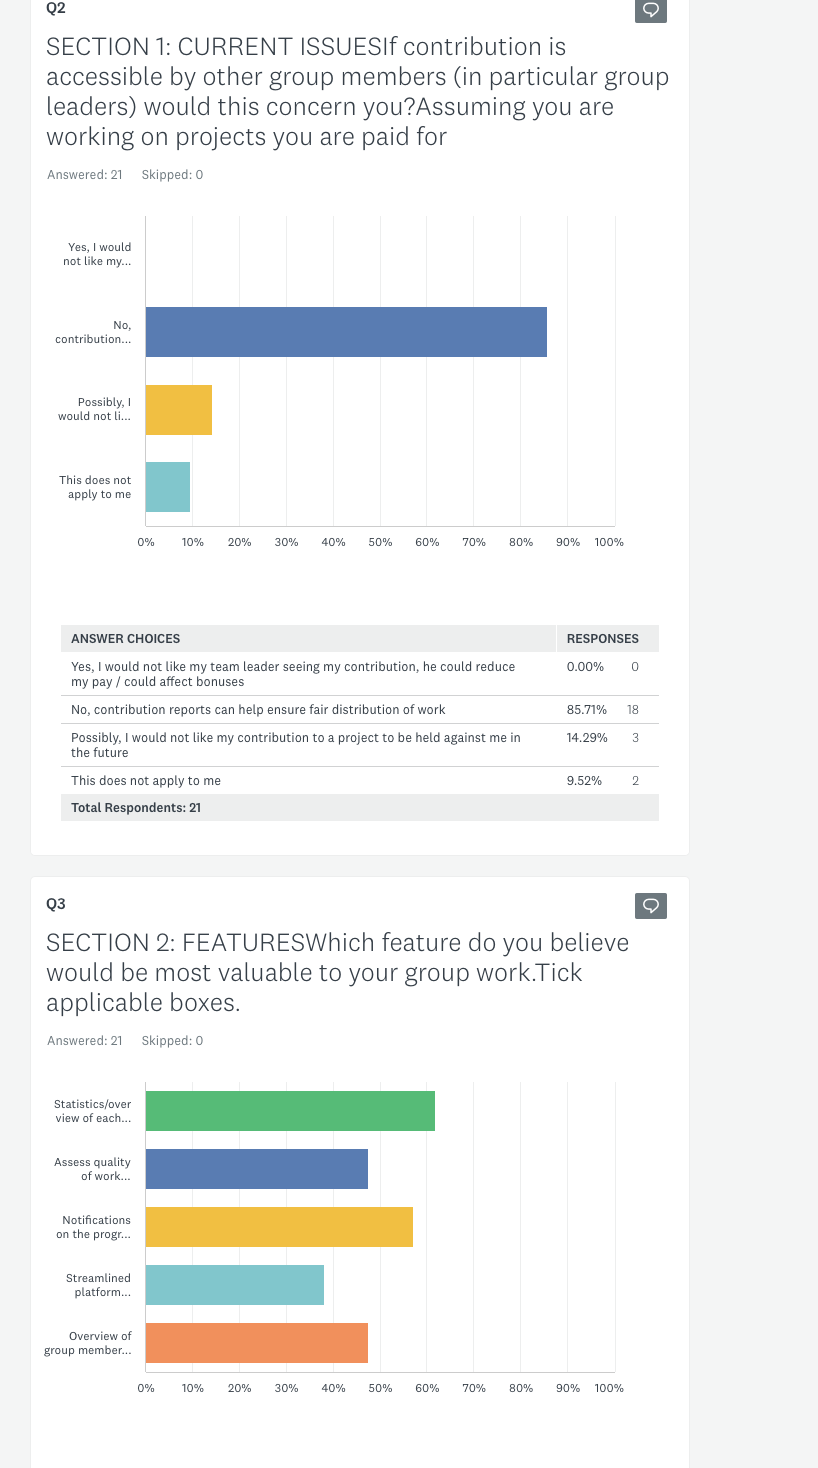 Q2
SECTION 1: CURRENT ISSUESIf contribution is
accessible by other group members (in particular group
leaders) would this concern you?Assuming you are
working on projects you are paid for
Answered: 21 Skipped: 0
Yes, I would
not like my...
No,
contribution...
Possibly, I
would not li...
This does not
apply to me
0% 10% 20% 30% 40% 50% 60% 70% 80% 90% 100%
ANSWER CHOICES RESPONSES
Yes, I would not like my team leader seeing my contribution, he could reduce 0.00% 0
my pay / could affect bonuses
No, contribution reports can help ensure fair distribution of work 85.71% 18
Possibly, I would not like my contribution to a project to be held against me in 14.29% 3
the future
This does not apply to me 9.52% 2
Total Respondents: 21
Q3
SECTION 2: FEATURESWhich feature do you believe
would be most valuable to your group work.Tick
applicable boxes.
Answered: 21 Skipped: 0
Statistics/over
view of each...
Assess quality
of work...
Notifications
on the progr...
Streamlined
platform...
Overview of
group member...
0% 10% 20% 30% 40% 50% 60% 70% 80% 90% 100%